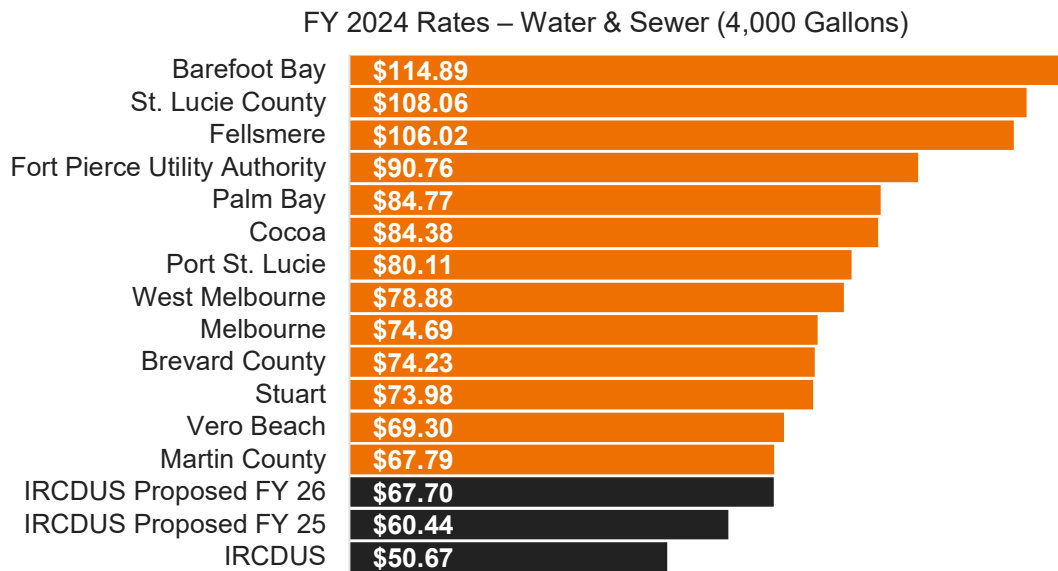 FY 2024 Rates – Water & Sewer (4,000 Gallons)
Barefoot Bay $114.89
St. Lucie County $108.06
Fellsmere $106.02
Fort Pierce Utility Authority $90.76
Palm Bay $84.77
Cocoa $84.38
Port St. Lucie $80.11
West Melbourne $78.88
Melbourne $74.69
Brevard County $74.23
Stuart $73.98
Vero Beach $69.30
Martin County $67.79
IRCDUS Proposed FY 26 $67.70
IRCDUS Proposed FY 25 $60.44
IRCDUS $50.67